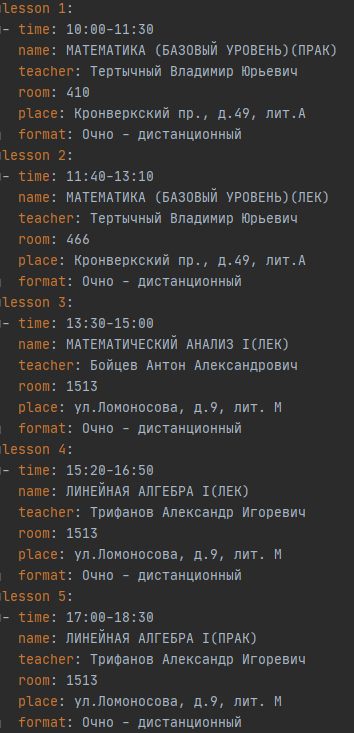 lesson 1:
- time: 10:00-11:30
name: МАТЕМАТИКА (БАЗОВЫЙ УРОВЕНЬ)(ПРАК)
teacher: Тертычный Владимир Юрьевич
room: 410
place: Кронверкский пр., д.49, лит.А
format: Очно - дистанционный
lesson 2:
- time: 11:40-13:10
name: МАТЕМАТИКА (БАЗОВЫЙ УРОВЕНЬ)(ЛЕК)
teacher: Тертычный Владимир Юрьевич
room: 466
place: Кронверкский пр., д.49, лит.А
format: Очно - дистанционный
lesson 3:
- time: 13:30-15:00
name: МАТЕМАТИЧЕСКИЙ АНАЛИЗ I(ЛЕК)
teacher: Бойцев Антон Александрович
room: 1513
place: ул.Ломоносова, д.9, лит. М
format: Очно - дистанционный
lesson 4:
- time: 15:20-16:50
name: ЛИНЕЙНАЯ АЛГЕБРА I(ЛЕК)
teacher: Трифанов Александр Игоревич
room: 1513
place: ул.Ломоносова, д.9, лит. М
format: Очно - дистанционный
lesson 5:
- time: 17:00-18:30
name: ЛИНЕЙНАЯ АЛГЕБРА I(ПРАК)
teacher: Трифанов Александр Игоревич
room: 1513
place: ул.Ломоносова, д.9, лит. М
format: Очно - дистанционный